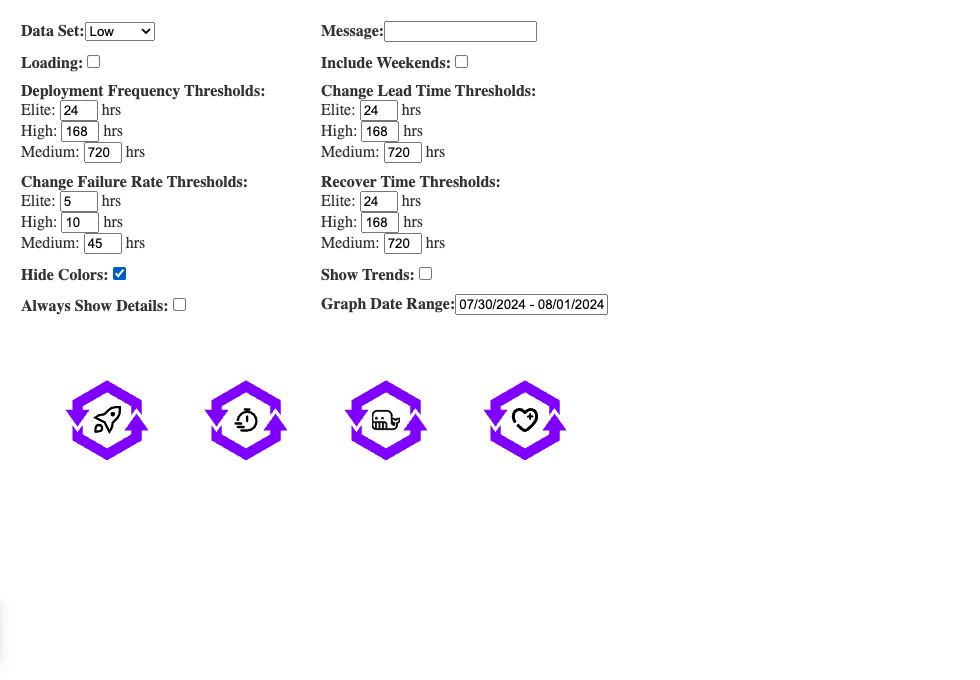 Data Set: Low
Message:
Loading:
Include Weekends:
Deployment Frequency Thresholds:
Elite: 24 hrs
High: 168 hrs
Medium: 720 hrs
Change Lead Time Thresholds:
Elite: 24 hrs
High: 168 hrs
Medium: 720 hrs
Change Failure Rate Thresholds:
Elite: 5 hrs
High: 10 hrs
Medium: 45 hrs
Recover Time Thresholds:
Elite: 24 hrs
High: 168 hrs
Medium: 720 hrs
Hide Colors:
Show Trends:
Always Show Details:
Graph Date Range: 07/30/2024 - 08/01/2024